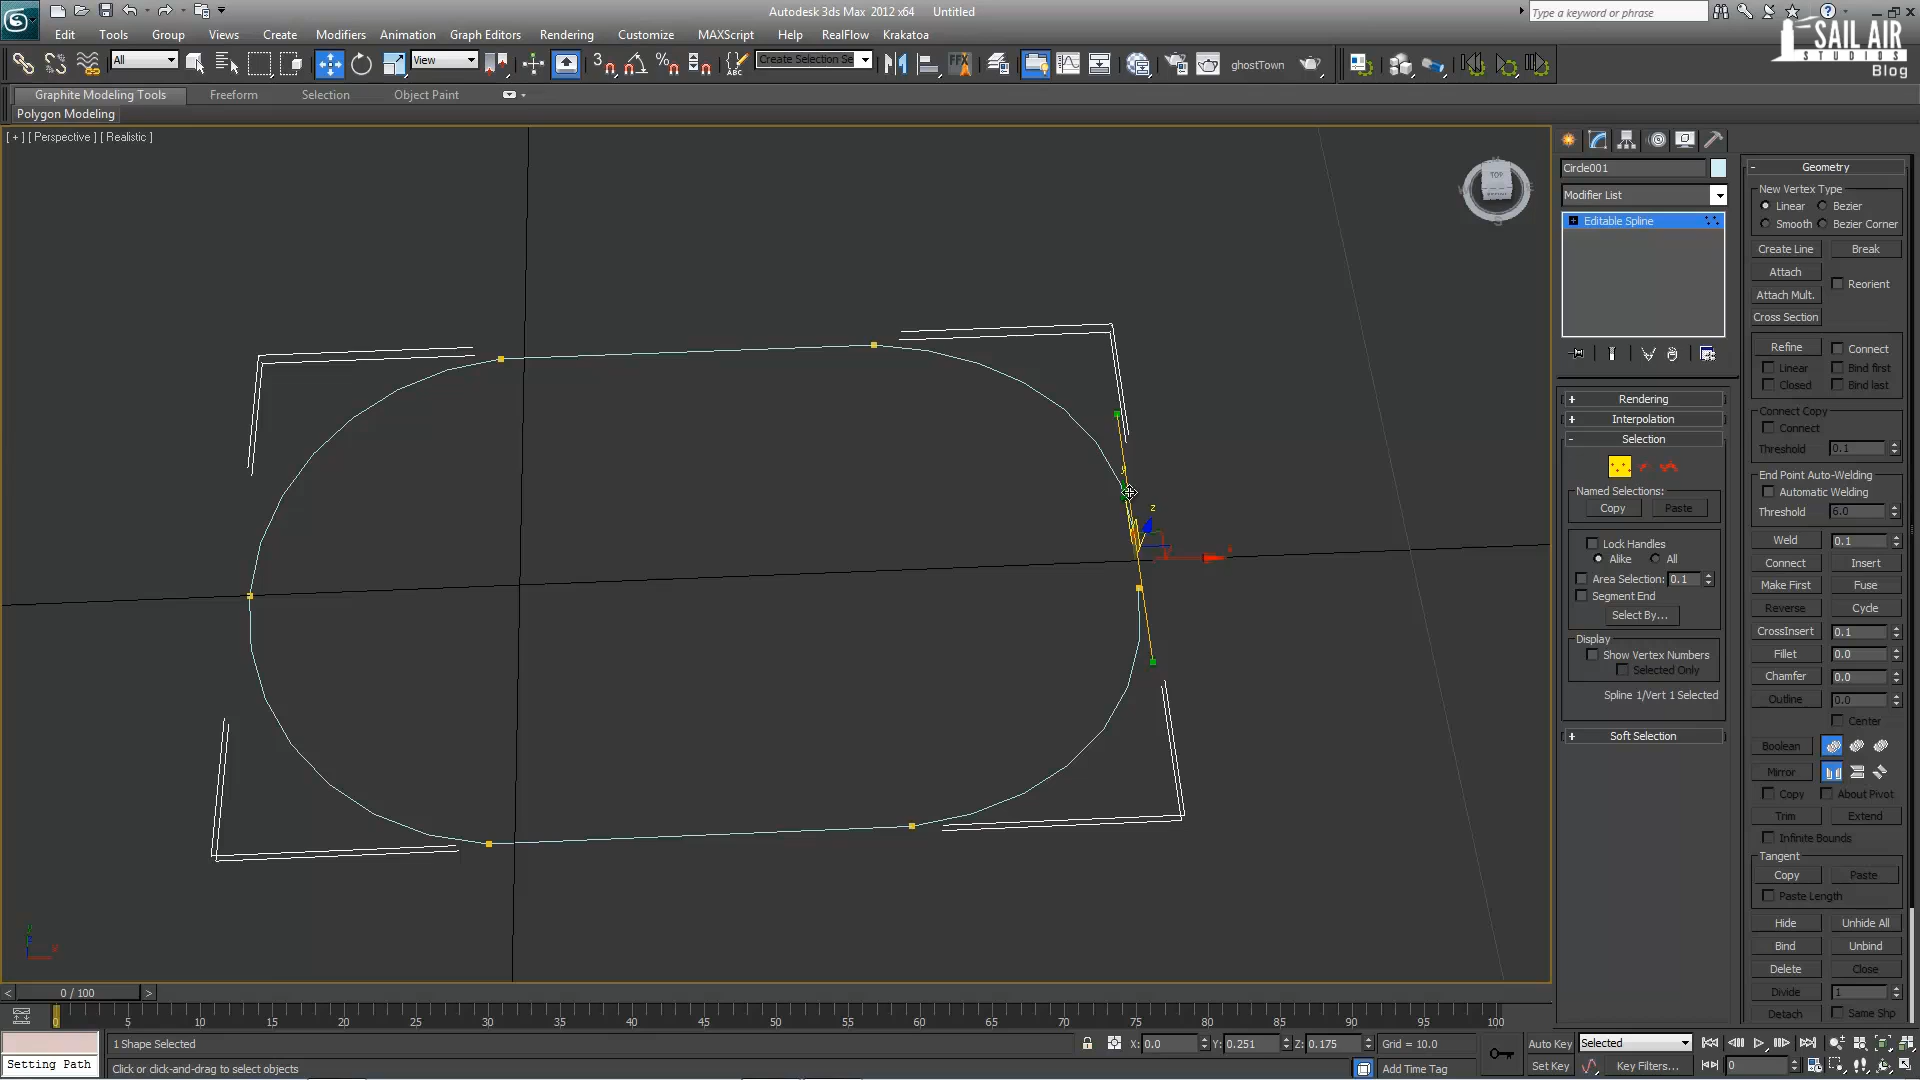 Autodesk 3ds Max 2012 x64 Untitled
Type a keyword or phrase
Edit Tools Group Views Create Modifiers Animation Graph Editors Rendering Customize MAXScript Help RealFlow Krakatoa
SAIL AIR
STUDIOS
Blog
All View 3 Create Selection Se FFX ghostTown
Graphite Modeling Tools Freeform Selection Object Paint
Polygon Modeling
[ + ] [ Perspective ] [ Realistic ]
TOP
z
Circle001
Modifier List
Editable Spline
Rendering
Interpolation
Selection
Named Selections:
Copy Paste
Lock Handles
Alike All
Area Selection: 0.1
Segment End
Select By...
Display
Show Vertex Numbers
Selected Only
Spline 1/Vert 1 Selected
Soft Selection
Geometry
New Vertex Type
Linear Bezier
Smooth Bezier Corner
Create Line Break
Attach Reorient
Attach Mult.
Cross Section
Refine Connect
Linear Bind first
Closed Bind last
Connect Copy
Connect
Threshold 0.1
End Point Auto-Welding
Automatic Welding
Threshold 6.0
Weld 0.1
Connect Insert
Make First Fuse
Reverse Cycle
CrossInsert 0.1
Fillet 0.0
Chamfer 0.0
Outline 0.0
Center
Boolean
Mirror
Copy About Pivot
Trim Extend
Infinite Bounds
Tangent
Copy Paste
Paste Length
Hide Unhide All
Bind Unbind
Delete Close
Divide 1
Detach Same Shp
< 0 / 100 >
0 5 10 15 20 25 30 35 40 45 50 55 60 65 70 75 80 85 90 95 100
1 Shape Selected X: 0.0 Y: 0.251 Z: 0.175 Grid = 10.0 Auto Key Selected
Setting Path Click or click-and-drag to select objects Add Time Tag Set Key Key Filters... 0